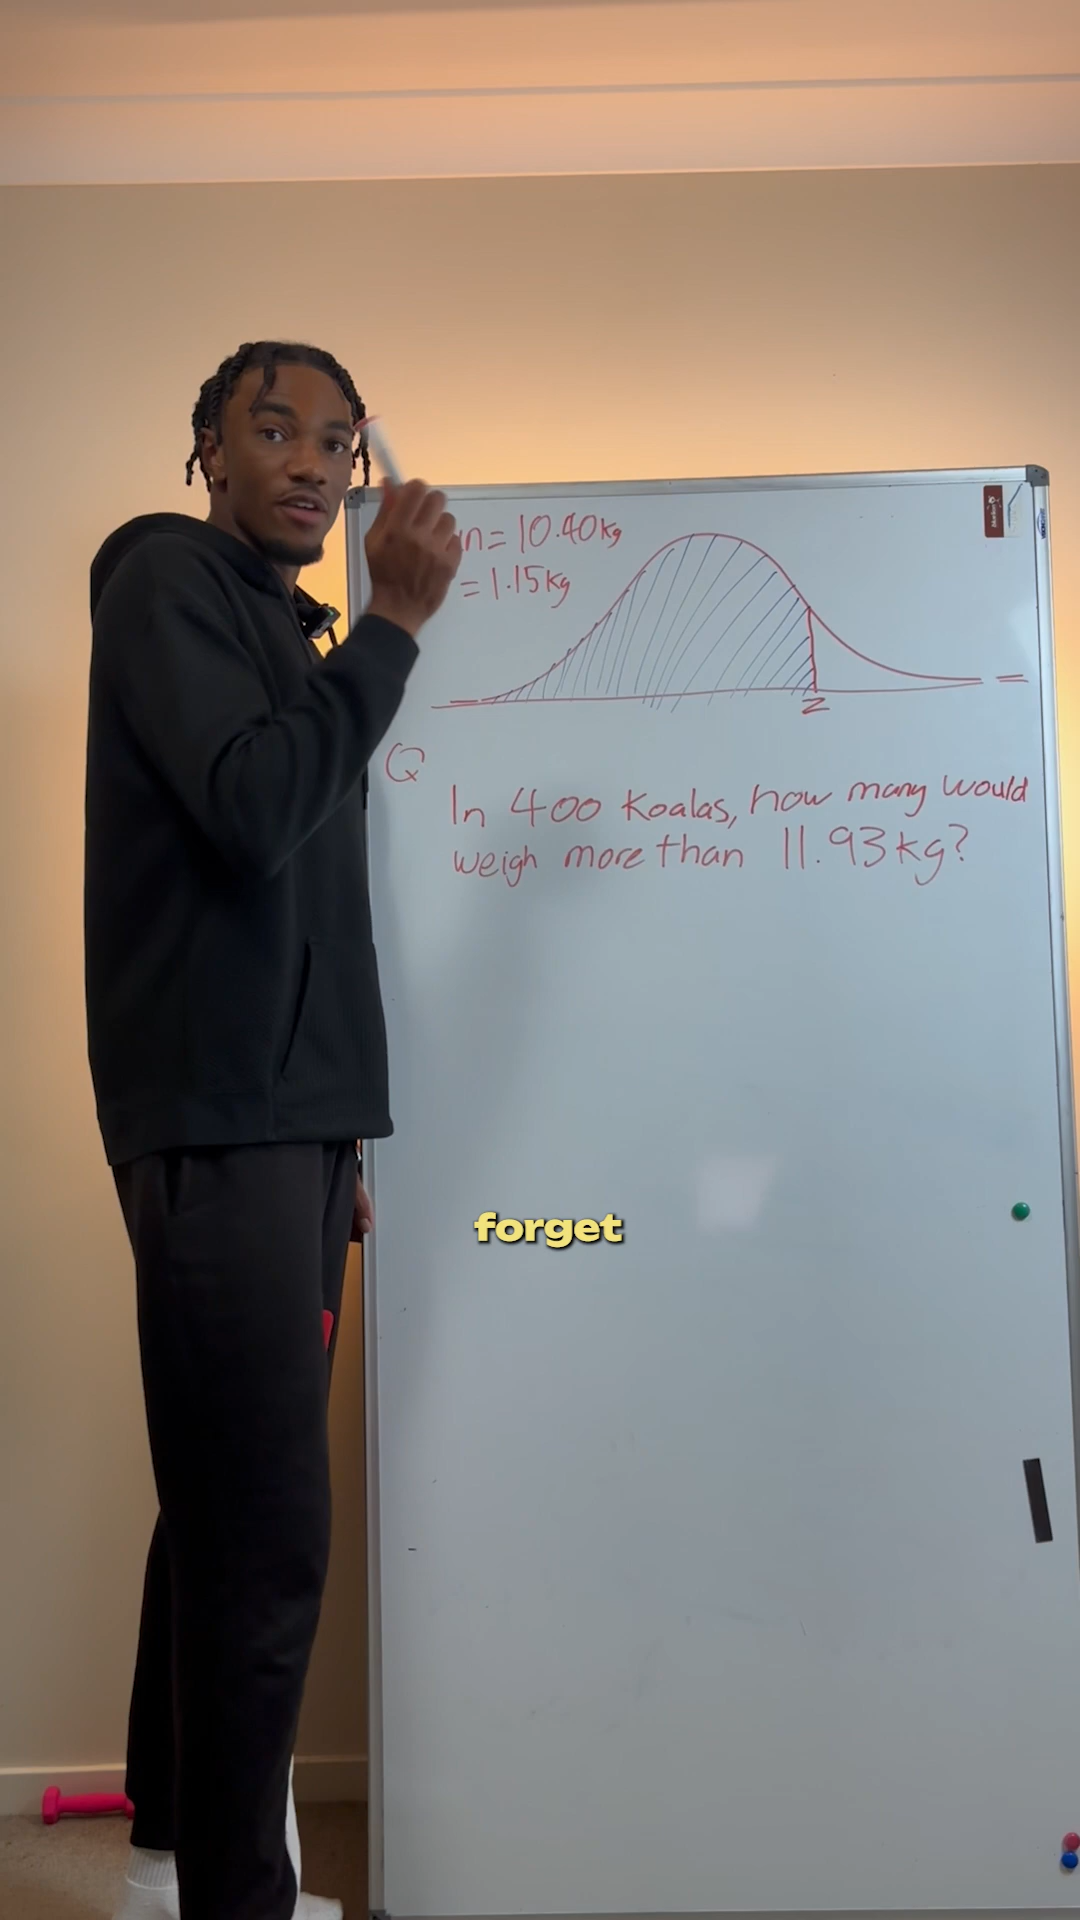 n = 10.40kg
= 1.15kg
Z
Q
In 400 Koalas, how many would
weigh more than 11.93kg?
forget